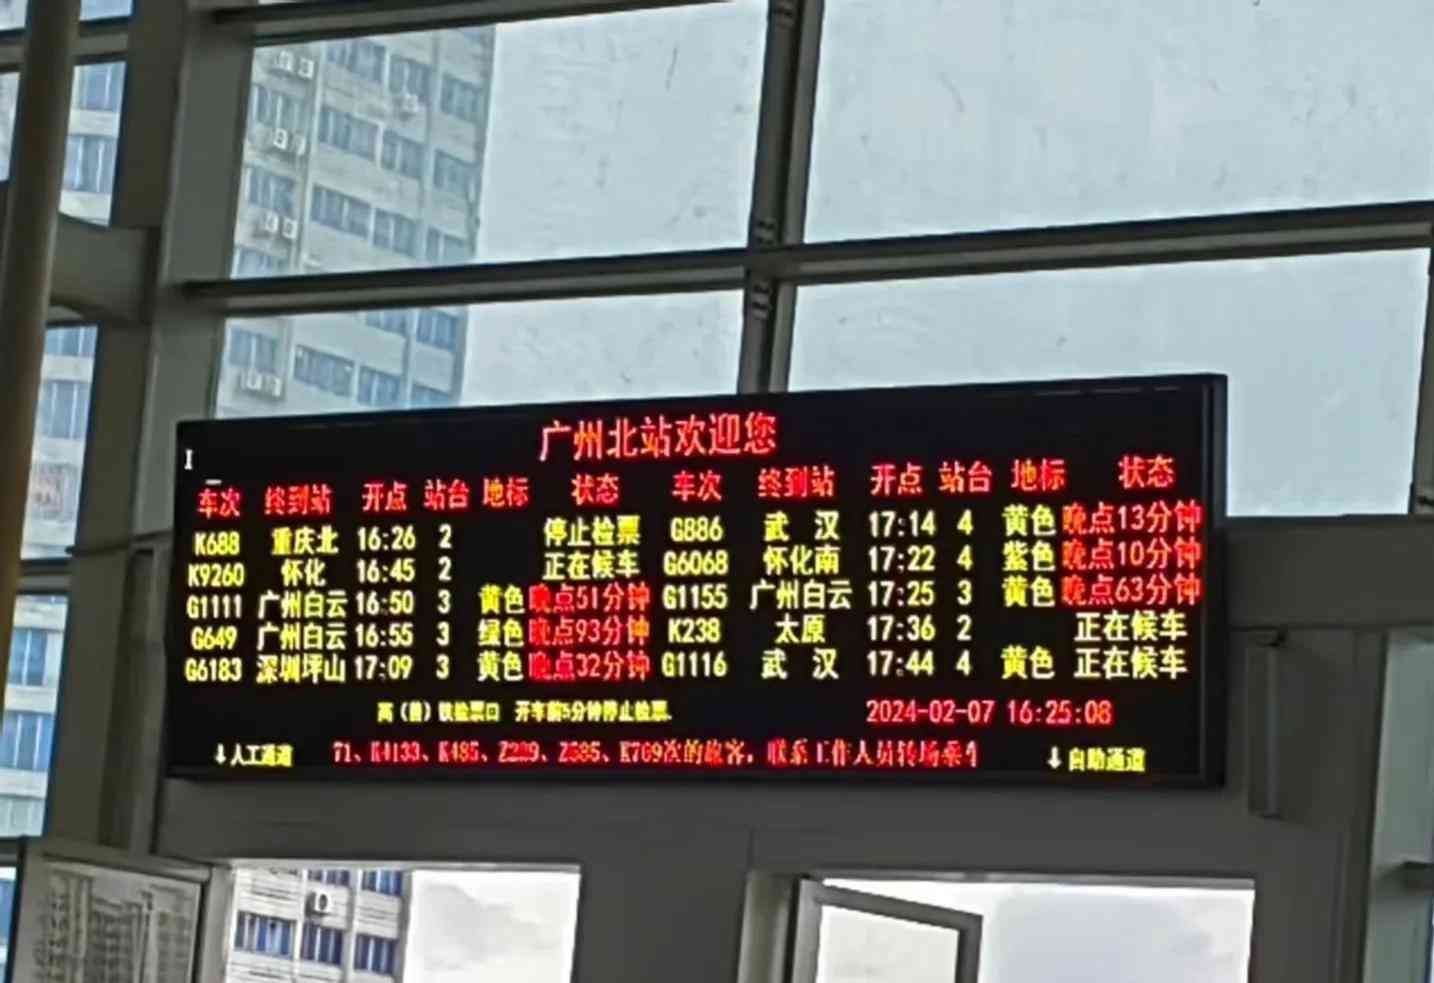 广州北站欢迎您
车次 终到站 开点 站台 地标 状态 车次 终到站 开点 站台 地标 状态
K688 重庆北 16:26 2 停止检票 G886 武 汉 17:14 4 黄色 晚点13分钟
K9260 怀化 16:45 2 正在候车 G6068 怀化南 17:22 4 紫色 晚点10分钟
G1111 广州白云 16:50 3 黄色 晚点51分钟 G1155 广州白云 17:25 3 黄色 晚点63分钟
G649 广州白云 16:55 3 绿色 晚点93分钟 K238 太原 17:36 2 正在候车
G6183 深圳坪山 17:09 3 黄色 晚点32分钟 G1116 武 汉 17:44 4 黄色 正在候车
高（普）铁检票口 开车前5分钟停止检票. 2024-02-07 16:25:08
↓人工通道 71、K4133、K485、 Z585、K769次的旅客，联系工作人员转场乘车 ↓自助通道